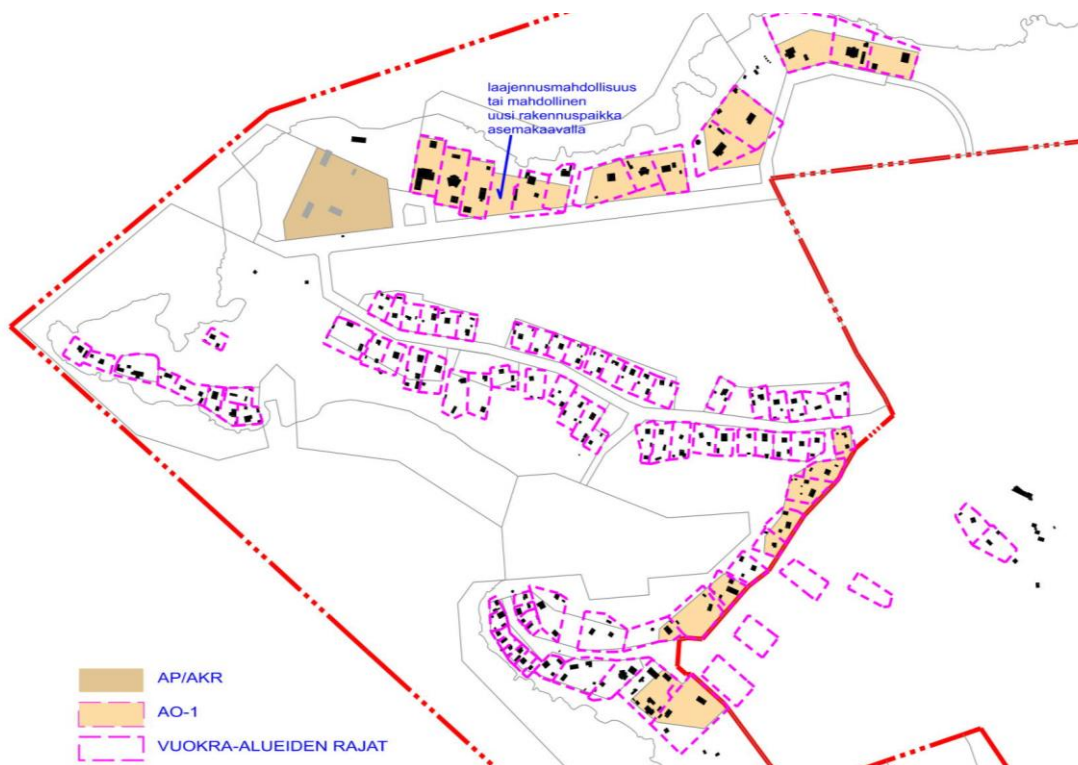 laajennusmahdollisuus
tai mahdollinen
uusi rakennuspaikka
asemakaavalla
AP/AKR
AO-1
VUOKRA-ALUEIDEN RAJAT